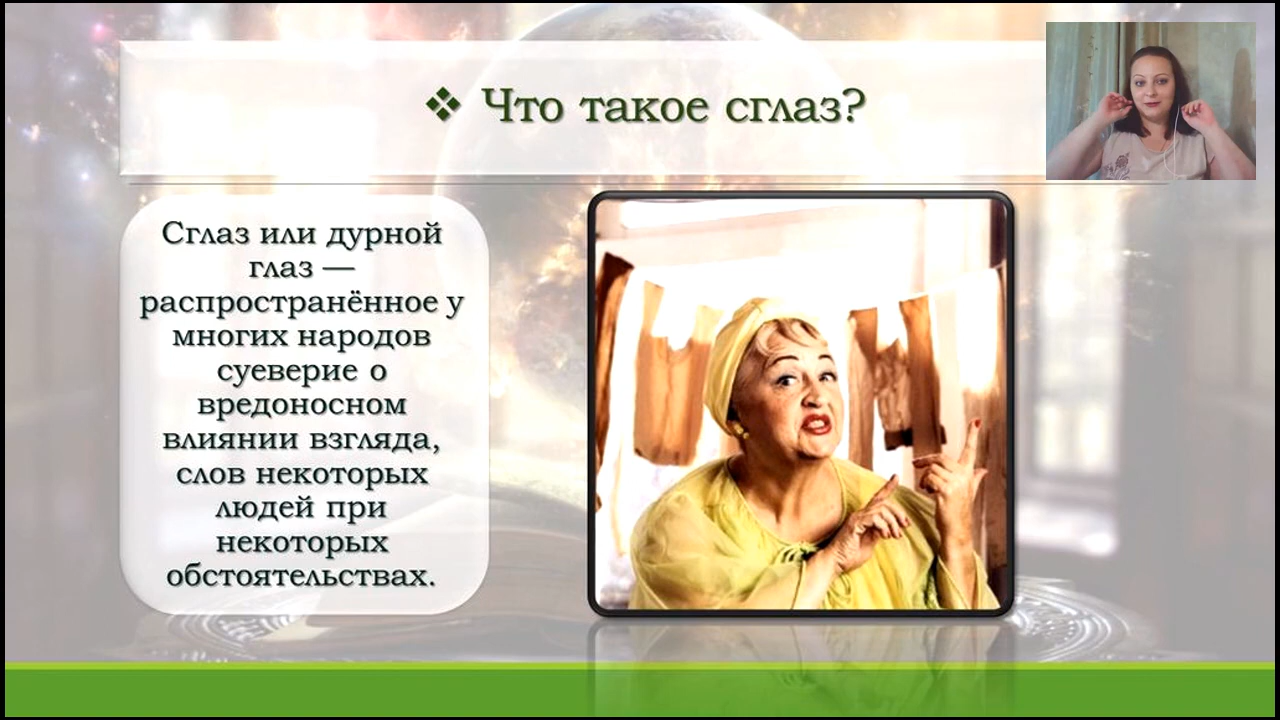 ❖ Что такое сглаз?
Сглаз или дурной
глаз —
распространённое у
многих народов
суеверие о
вредоносном
влиянии взгляда,
слов некоторых
людей при
некоторых
обстоятельствах.